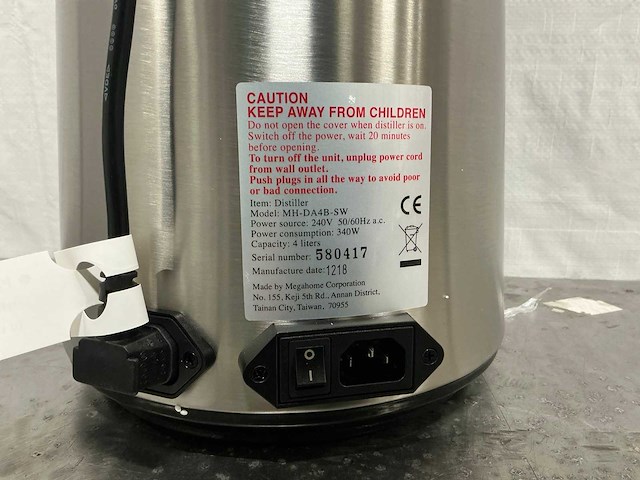 CAUTION
KEEP AWAY FROM CHILDREN
Do not open the cover when distiller is on.
Switch off the power, wait 20 minutes
before opening.
To turn off the unit, unplug power cord
from wall outlet.
Push plugs in all the way to avoid poor
or bad connection.
Item: Distiller
Model: MH-DA4B-SW
Power source: 240V 50/60Hz a.c.
Power consumption: 340W
Capacity: 4 liters
Serial number: 580417
Manufacture date: 1218
Made by Megahome Corporation
No. 155, Keji 5th Rd., Annan District,
Tainan City, Taiwan, 70955
CE